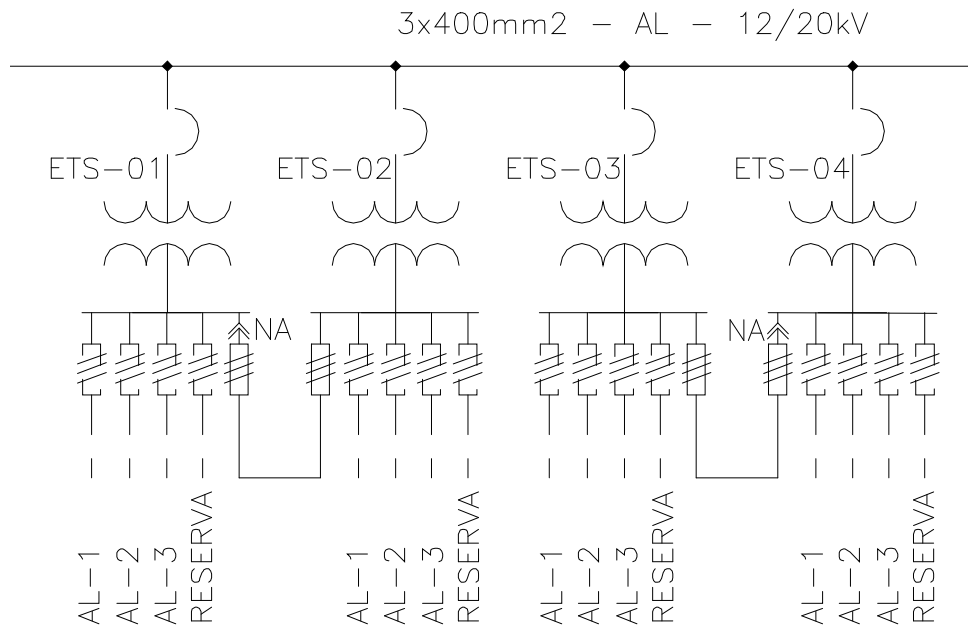 3x400mm2 - AL - 12/20kV
ETS-01
ETS-02
ETS-03
ETS-04
NA
NA
AL-1
AL-2
AL-3
RESERVA
AL-1
AL-2
AL-3
RESERVA
AL-1
AL-2
AL-3
RESERVA
AL-1
AL-2
AL-3
RESERVA